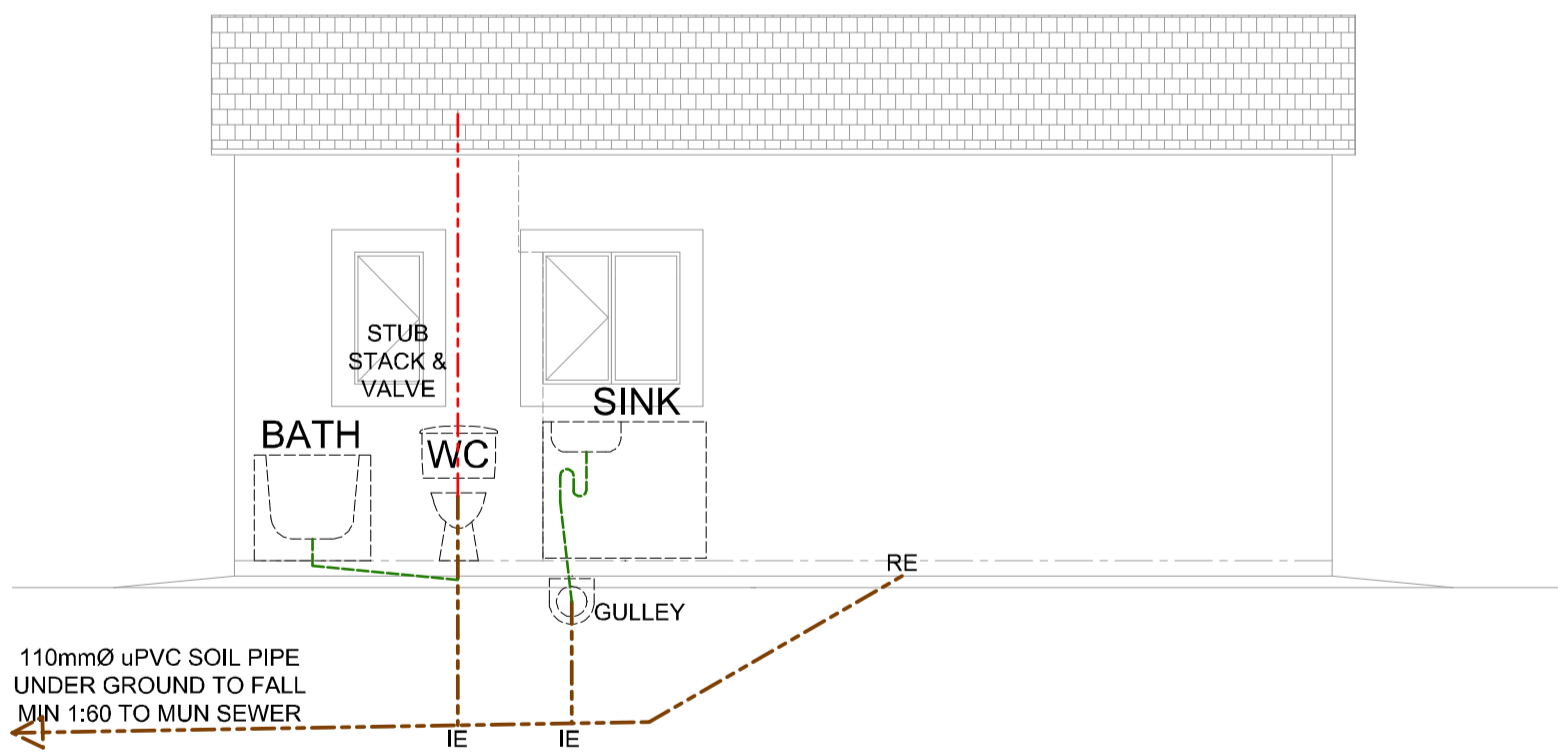 STUB
STACK &
VALVE
SINK
BATH
WC
RE
GULLEY
110mmØ uPVC SOIL PIPE
UNDER GROUND TO FALL
MIN 1:60 TO MUN SEWER
IE
IE